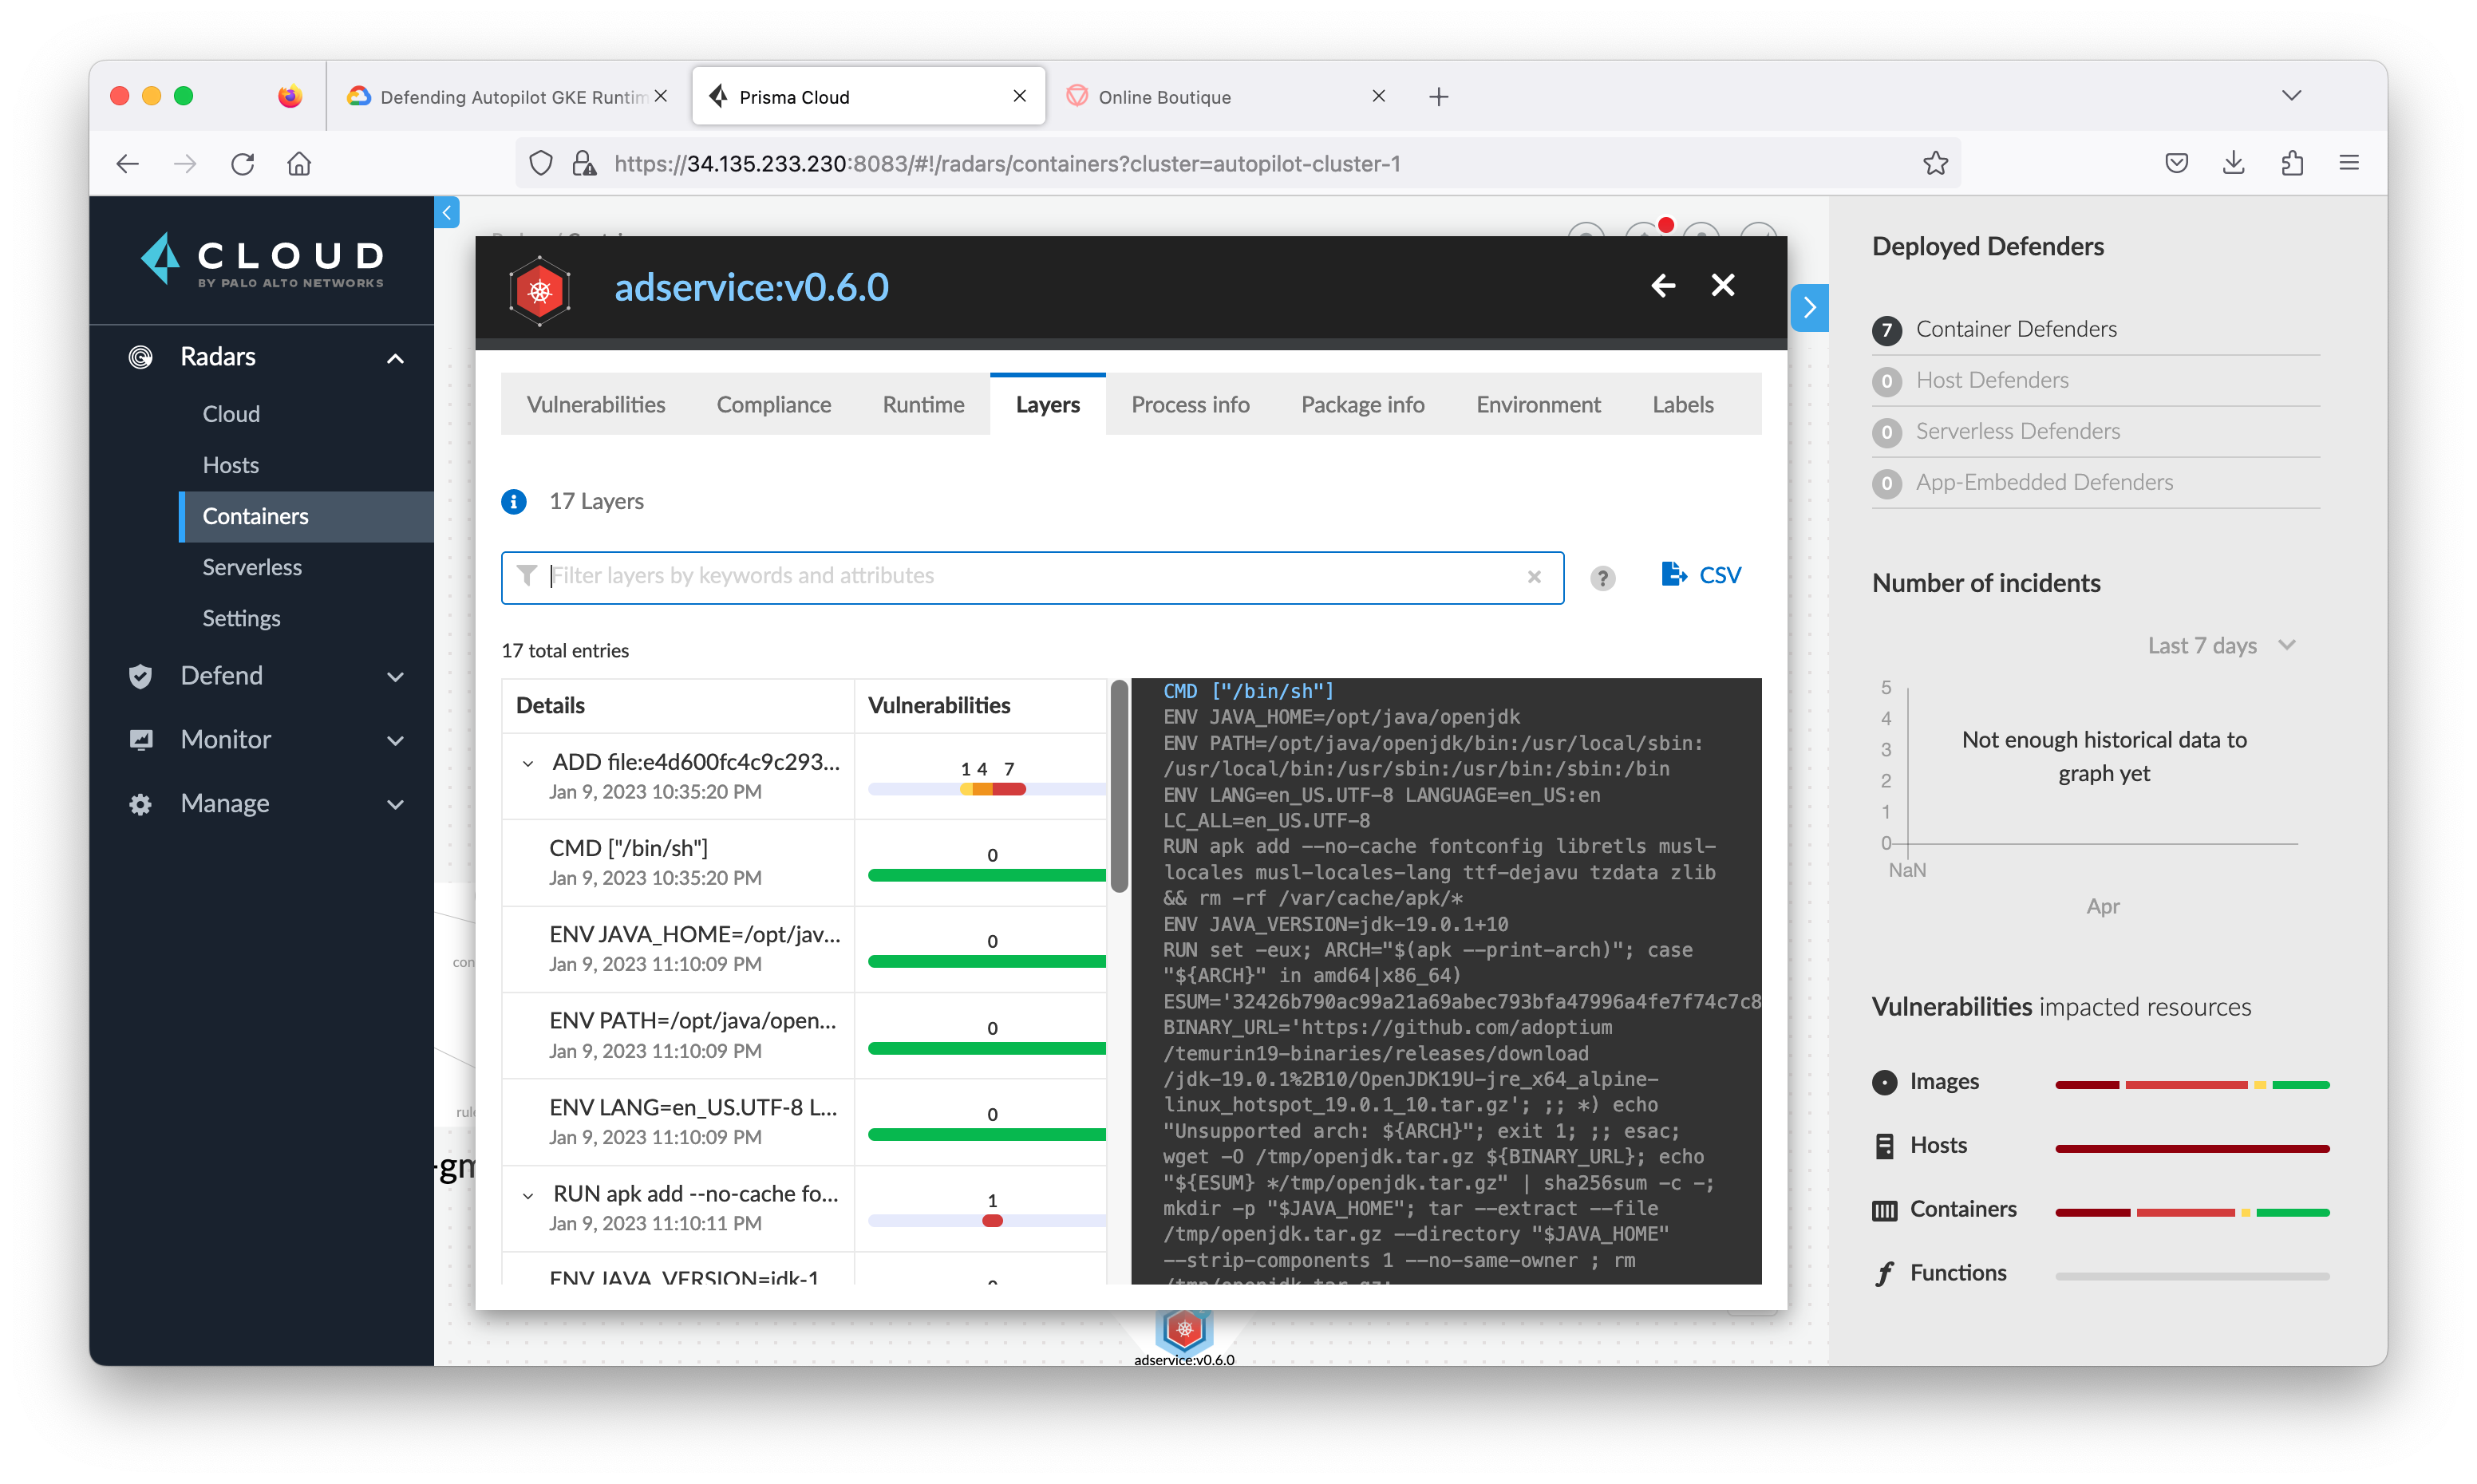 Defending Autopilot GKE Runtim
Prisma Cloud
Online Boutique
https://34.135.233.230:8083/#!/radars/containers?cluster=autopilot-cluster-1
CLOUD
BY PALO ALTO NETWORKS
Radars
Cloud
Hosts
Containers
Serverless
Settings
Defend
Monitor
Manage
adservice:v0.6.0
Vulnerabilities
Compliance
Runtime
Layers
Process info
Package info
Environment
Labels
17 Layers
Filter layers by keywords and attributes
?
CSV
17 total entries
Details
Vulnerabilities
ADD file:e4d600fc4c9c293...
Jan 9, 2023 10:35:20 PM
1 4 7
CMD ["/bin/sh"]
Jan 9, 2023 10:35:20 PM
0
ENV JAVA_HOME=/opt/jav...
Jan 9, 2023 11:10:09 PM
0
ENV PATH=/opt/java/open...
Jan 9, 2023 11:10:09 PM
0
ENV LANG=en_US.UTF-8 L...
Jan 9, 2023 11:10:09 PM
0
RUN apk add --no-cache fo...
Jan 9, 2023 11:10:11 PM
1
ENV JAVA_VERSION=jdk-1
CMD ["/bin/sh"]
ENV JAVA_HOME=/opt/java/openjdk
ENV PATH=/opt/java/openjdk/bin:/usr/local/sbin:
/usr/local/bin:/usr/sbin:/usr/bin:/sbin:/bin
ENV LANG=en_US.UTF-8 LANGUAGE=en_US:en
LC_ALL=en_US.UTF-8
RUN apk add --no-cache fontconfig libretls musl-
locales musl-locales-lang ttf-dejavu tzdata zlib
&& rm -rf /var/cache/apk/*
ENV JAVA_VERSION=jdk-19.0.1+10
RUN set -eux; ARCH="$(apk --print-arch)"; case
"${ARCH}" in amd64|x86_64)
ESUM='32426b790ac99a21a69abec793bfa47996a4fe7f74c7c8
BINARY_URL='https://github.com/adoptium
/temurin19-binaries/releases/download
/jdk-19.0.1%2B10/OpenJDK19U-jre_x64_alpine-
linux_hotspot_19.0.1_10.tar.gz'; ;; *) echo
"Unsupported arch: ${ARCH}"; exit 1; ;; esac;
wget -O /tmp/openjdk.tar.gz ${BINARY_URL}; echo
"${ESUM} */tmp/openjdk.tar.gz" | sha256sum -c -;
mkdir -p "$JAVA_HOME"; tar --extract --file
/tmp/openjdk.tar.gz --directory "$JAVA_HOME"
--strip-components 1 --no-same-owner ; rm
/tmp/openjdk.tar.gz;
con
rule
-gm
adservice:v0.6.0
Deployed Defenders
7 Container Defenders
0 Host Defenders
0 Serverless Defenders
0 App-Embedded Defenders
Number of incidents
Last 7 days
5
4
3
2
1
0
NaN
Not enough historical data to
graph yet
Apr
Vulnerabilities impacted resources
Images
Hosts
Containers
Functions